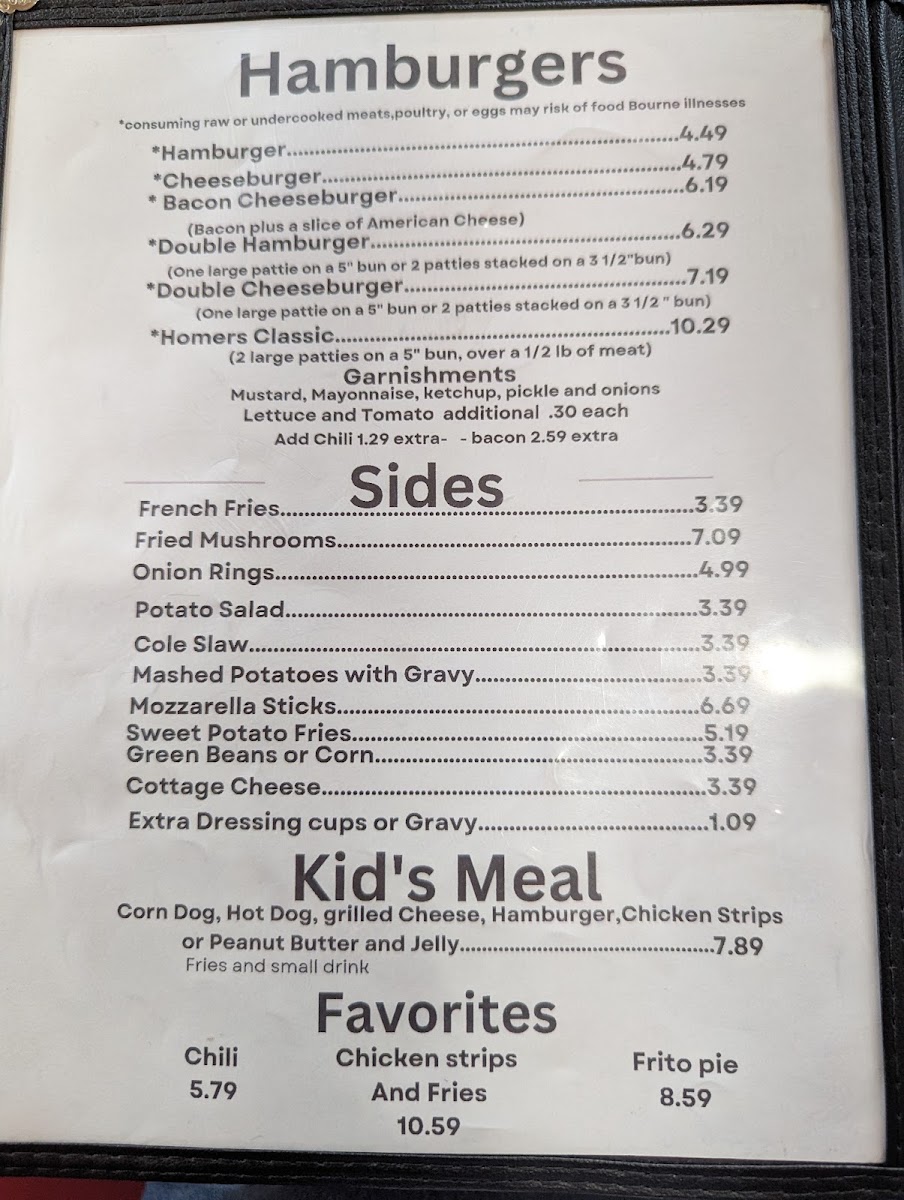 Hamburgers
*consuming raw or undercooked meats,poultry, or eggs may risk of food Bourne illnesses
*Hamburger.....4.49
*Cheeseburger.....4.79
* Bacon Cheeseburger.....6.19
(Bacon plus a slice of American Cheese)
*Double Hamburger.....6.29
(One large pattie on a 5" bun or 2 patties stacked on a 3 1/2"bun)
*Double Cheeseburger.....7.19
(One large pattie on a 5" bun or 2 patties stacked on a 3 1/2 " bun)
*Homers Classic.....10.29
(2 large patties on a 5" bun, over a 1/2 lb of meat)
Garnishments
Mustard, Mayonnaise, ketchup, pickle and onions
Lettuce and Tomato additional .30 each
Add Chili 1.29 extra- - bacon 2.59 extra
Sides
French Fries.....3.39
Fried Mushrooms.....7.09
Onion Rings.....4.99
Potato Salad.....3.39
Cole Slaw.....3.39
Mashed Potatoes with Gravy.....3.39
Mozzarella Sticks.....6.69
Sweet Potato Fries.....5.19
Green Beans or Corn.....3.39
Cottage Cheese.....3.39
Extra Dressing cups or Gravy.....1.09
Kid's Meal
Corn Dog, Hot Dog, grilled Cheese, Hamburger,Chicken Strips
or Peanut Butter and Jelly.....7.89
Fries and small drink
Favorites
Chili
5.79
Chicken strips
And Fries
10.59
Frito pie
8.59